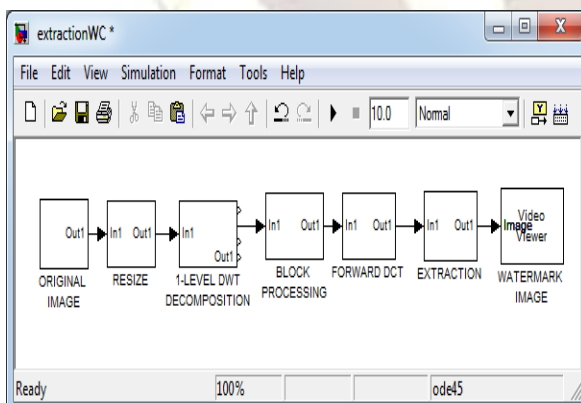 extractionWC *
File Edit View Simulation Format Tools Help
10.0 Normal
Out1 In1 Out1 In1 Out1 In1 Out1 In1 Out1 In1 Out1 Image Video Viewer
ORIGINAL IMAGE
RESIZE
1-LEVEL DWT DECOMPOSITION
BLOCK PROCESSING
FORWARD DCT
EXTRACTION
WATERMARK IMAGE
Ready 100% ode45